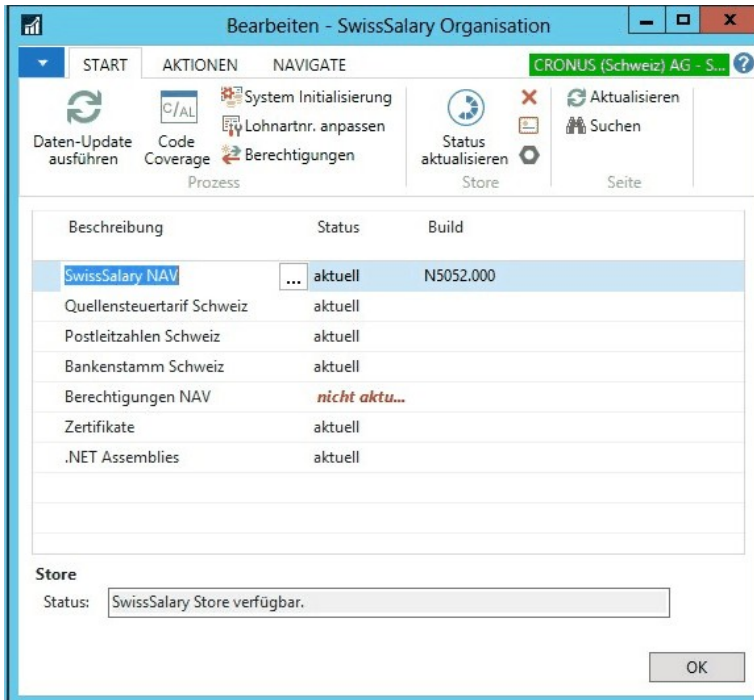 Bearbeiten - SwissSalary Organisation
START AKTIONEN NAVIGATE CRONUS (Schweiz) AG - S... ?
Daten-Update ausführen
C/AL
Code Coverage
System Initialisierung
Lohnartnr. anpassen
Berechtigungen
Prozess
Status aktualisieren
Store
Aktualisieren
Suchen
Seite
Beschreibung Status Build
SwissSalary NAV ... aktuell N5052.000
Quellensteuertarif Schweiz aktuell
Postleitzahlen Schweiz aktuell
Bankenstamm Schweiz aktuell
Berechtigungen NAV nicht aktu...
Zertifikate aktuell
.NET Assemblies aktuell
Store
Status: SwissSalary Store verfügbar.
OK